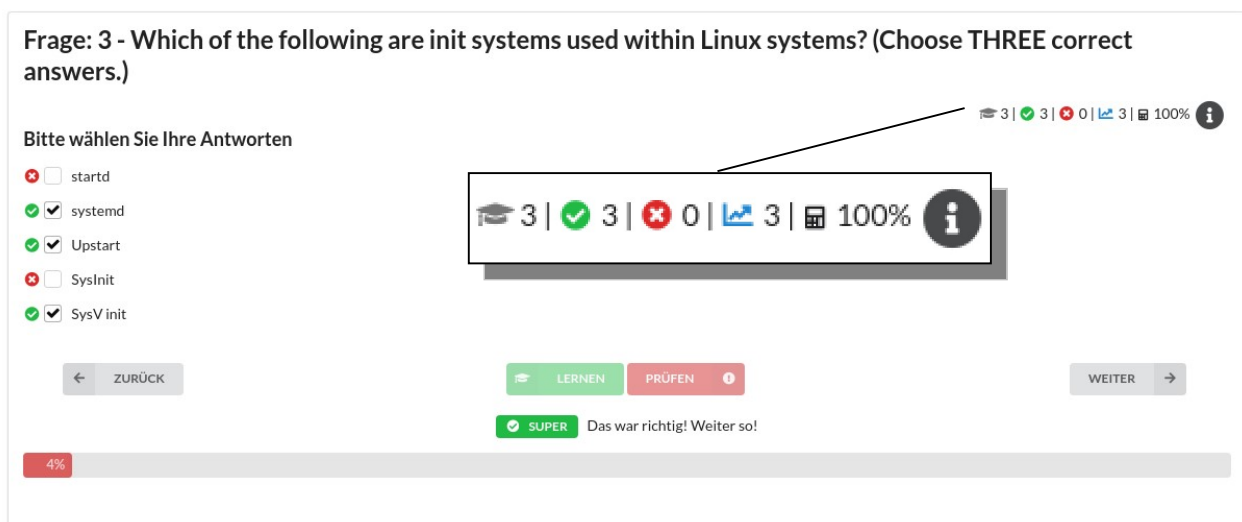 Frage: 3 - Which of the following are init systems used within Linux systems? (Choose THREE correct
answers.)
3 | 3 | 0 | 3 | 100%
Bitte wählen Sie Ihre Antworten
startd
systemd
Upstart
SysInit
SysV init
3 | 3 | 0 | 3 | 100%
ZURÜCK
LERNEN
PRÜFEN
WEITER
SUPER Das war richtig! Weiter so!
4%